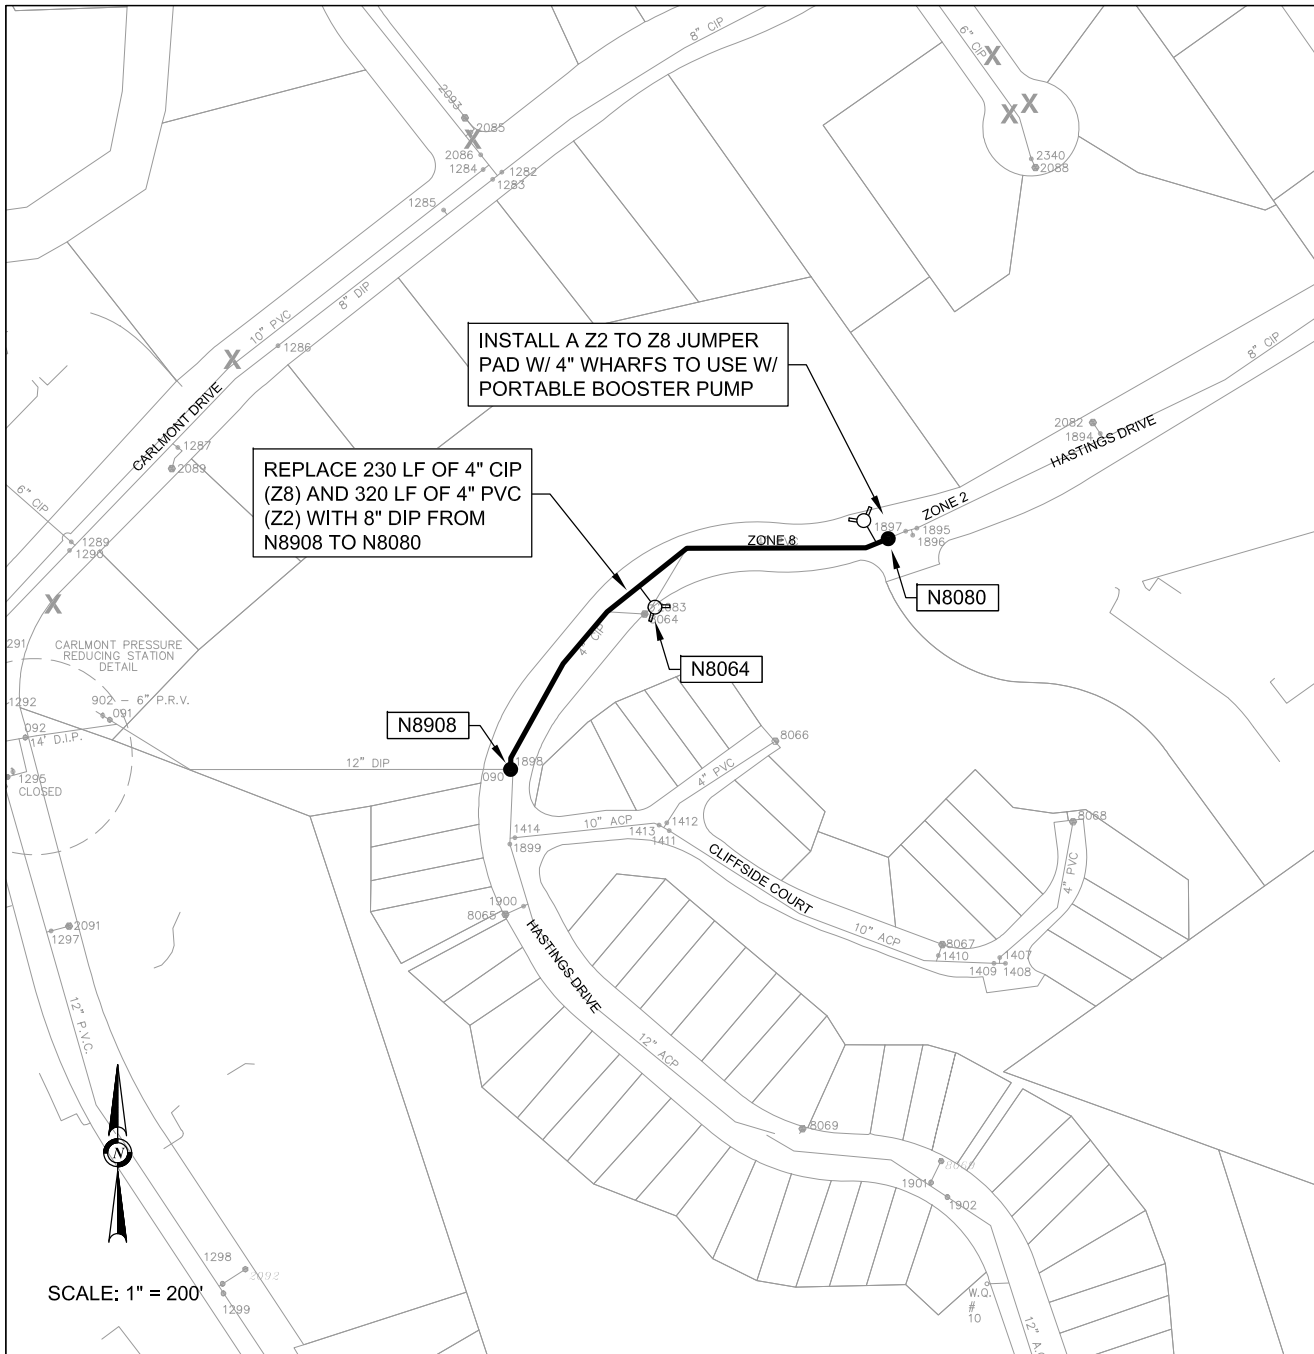 8" CIP
6" CIP
X
X
X
2093
2085
X
2086
1284
1282
1283
2340
2088
1285
10" PVC
8" DIP
1286
X
INSTALL A Z2 TO Z8 JUMPER
PAD W/ 4" WHARFS TO USE W/
PORTABLE BOOSTER PUMP
8" CIP
CARLMONT DRIVE
1287
2089
2082
1894
HASTINGS DRIVE
REPLACE 230 LF OF 4" CIP
(Z8) AND 320 LF OF 4" PVC
(Z2) WITH 8" DIP FROM
N8908 TO N8080
6" CIP
1289
1290
ZONE 2
1897
1895
1896
ZONE 8
N8080
X
8064
4" CIP
291
CARLMONT PRESSURE
REDUCING STATION
DETAIL
N8064
1292
902 - 6" P.R.V.
091
092
14' D.I.P.
N8908
8066
12" DIP
1898
090
4" PVC
1295
CLOSED
10" ACP
1414
1413
1412
1411
1899
8068
CLIFFSIDE COURT
4" PVC
1900
8065
HASTINGS DRIVE
10" ACP
8067
1410
1407
1409
1408
2091
1297
12" P.V.C.
12" ACP
8069
N
1901
1902
1298
2092
1299
SCALE: 1" = 200'
W.Q.
#
10